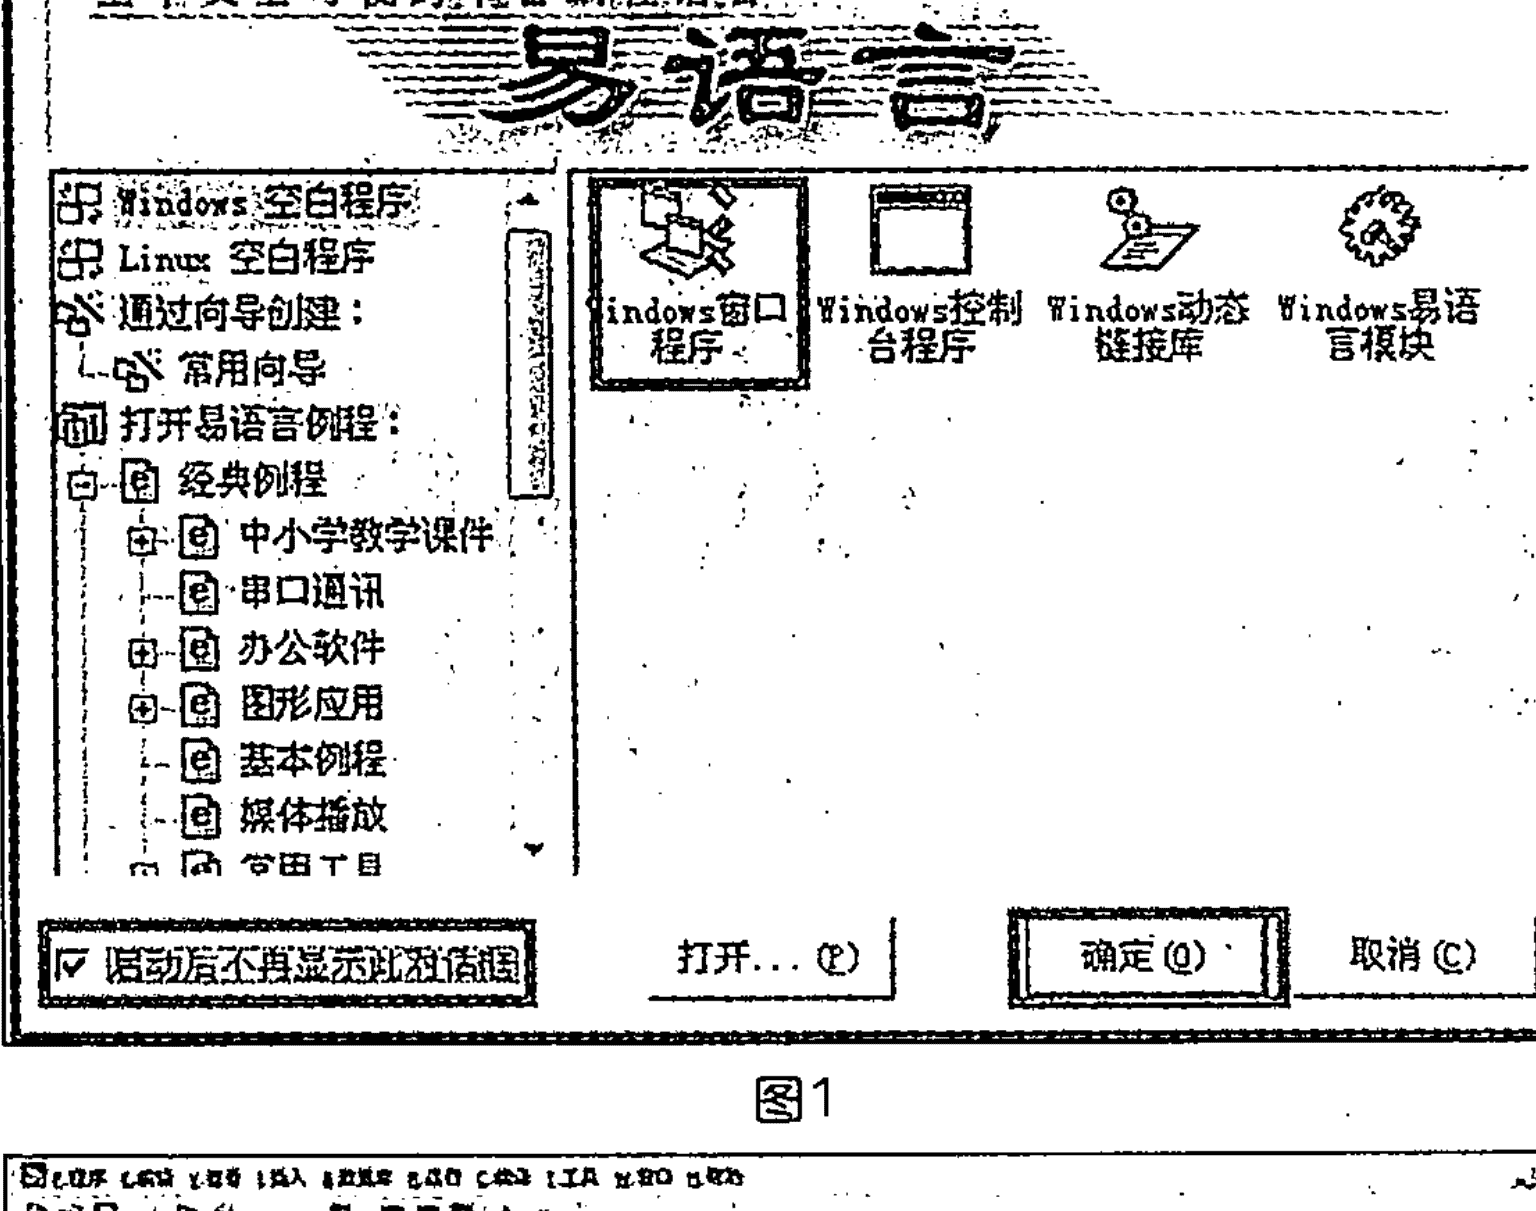 易语言
Windows 空白程序
Linux 空白程序
通过向导创建：
常用向导
打开易语言例程：
经典例程
中小学教学课件
串口通讯
办公软件
图形应用
基本例程
媒体播放
常用工具
indows窗口
程序
Windows控制
台程序
Windows动态
链接库
Windows易语
言模块
启动后不再显示此对话框
打开...(P)
确定(O)
取消(C)
图1